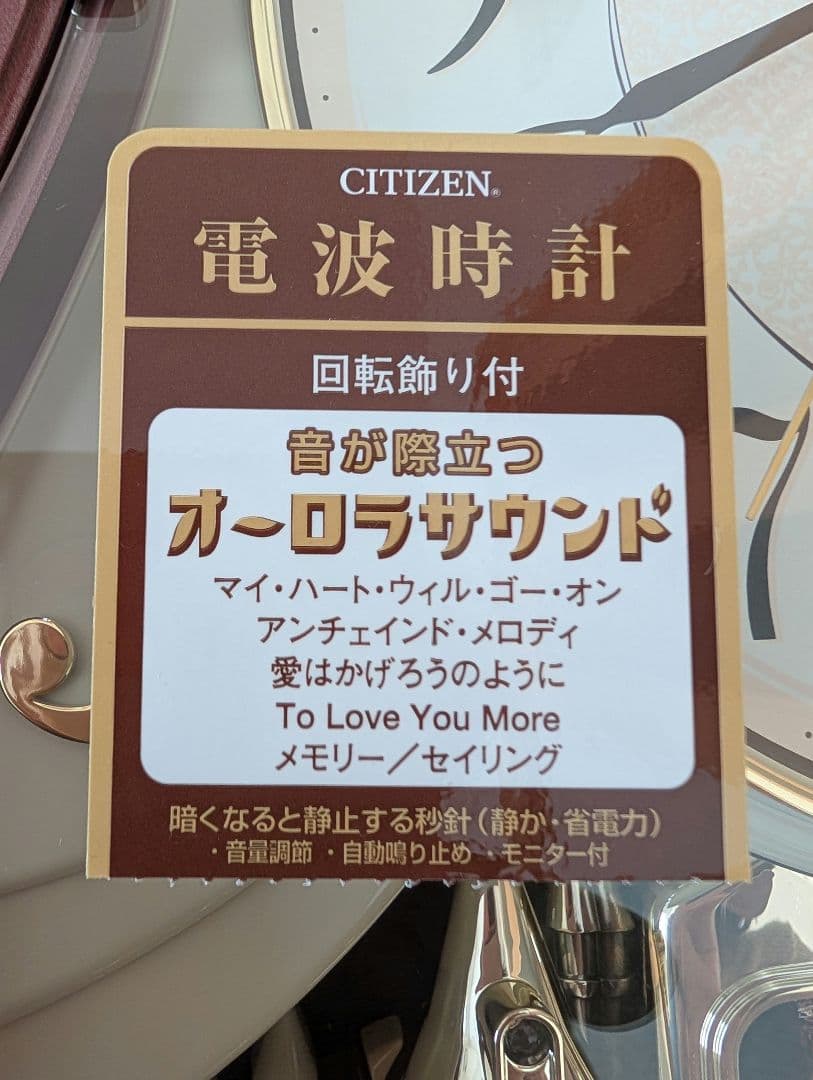 CITIZEN®
電波時計
回転飾り付
音が際立つ
オーロラサウンド
マイ・ハート・ウィル・ゴー・オン
アンチェインド・メロディ
愛はかげろうのように
To Love You More
メモリー／セイリング
暗くなると静止する秒針（静か・省電力）
・音量調節 ・自動鳴り止め ・モニター付